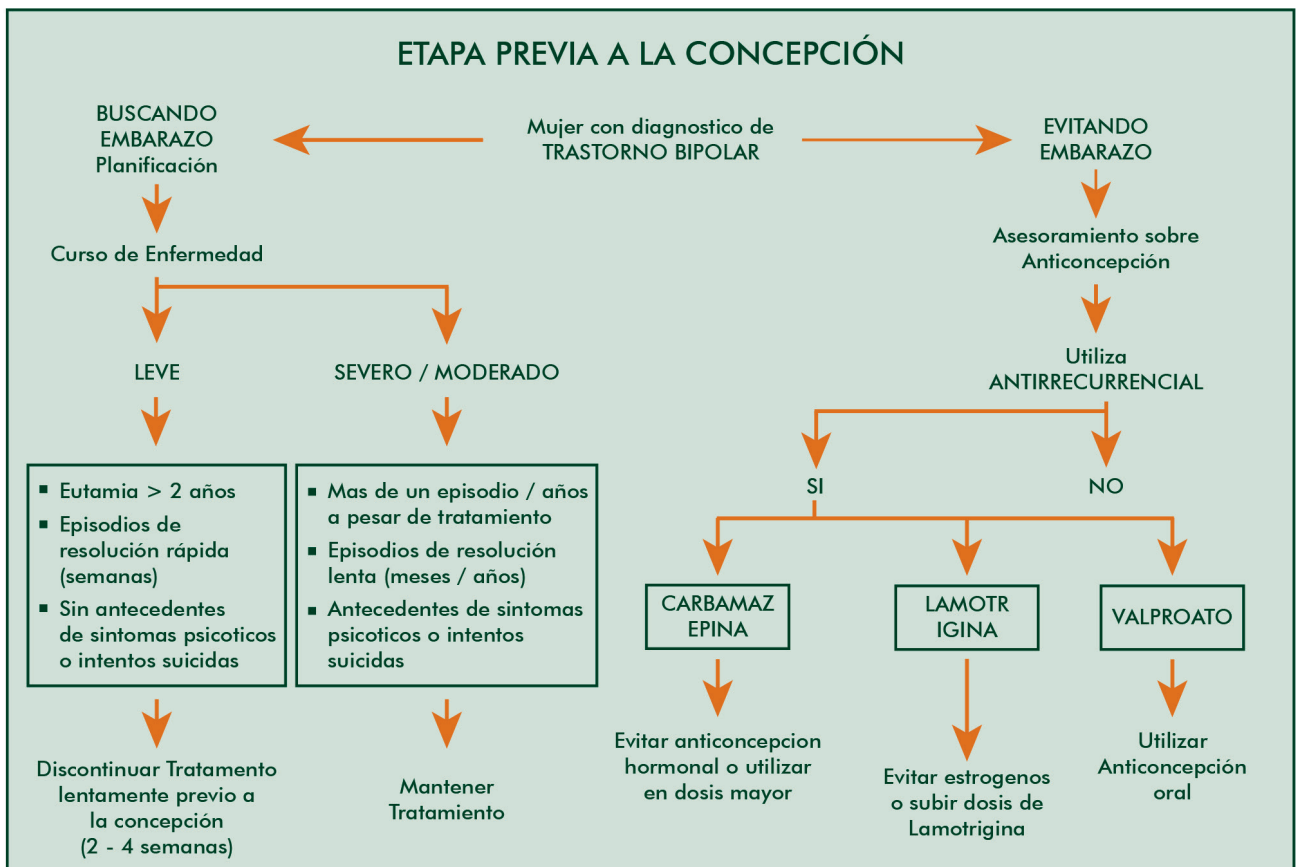 ETAPA PREVIA A LA CONCEPCIÓN
Mujer con diagnostico de
TRASTORNO BIPOLAR
BUSCANDO
EMBARAZO
Planificación
Curso de Enfermedad
LEVE
▪ Eutamia > 2 años
▪ Episodios de
resolución rápida
(semanas)
▪ Sin antecedentes
de sintomas psicoticos
o intentos suicidas
Discontinuar Tratamento
lentamente previo a
la concepción
(2 - 4 semanas)
SEVERO / MODERADO
▪ Mas de un episodio / años
a pesar de tratamiento
▪ Episodios de resolución
lenta (meses / años)
▪ Antecedentes de sintomas
psicoticos o intentos
suicidas
Mantener
Tratamiento
EVITANDO
EMBARAZO
Asesoramiento sobre
Anticoncepción
Utiliza
ANTIRRECURRENCIAL
SI
NO
CARBAMAZ
EPINA
Evitar anticoncepcion
hormonal o utilizar
en dosis mayor
LAMOTR
IGINA
Evitar estrogenos
o subir dosis de
Lamotrigina
VALPROATO
Utilizar
Anticoncepción
oral